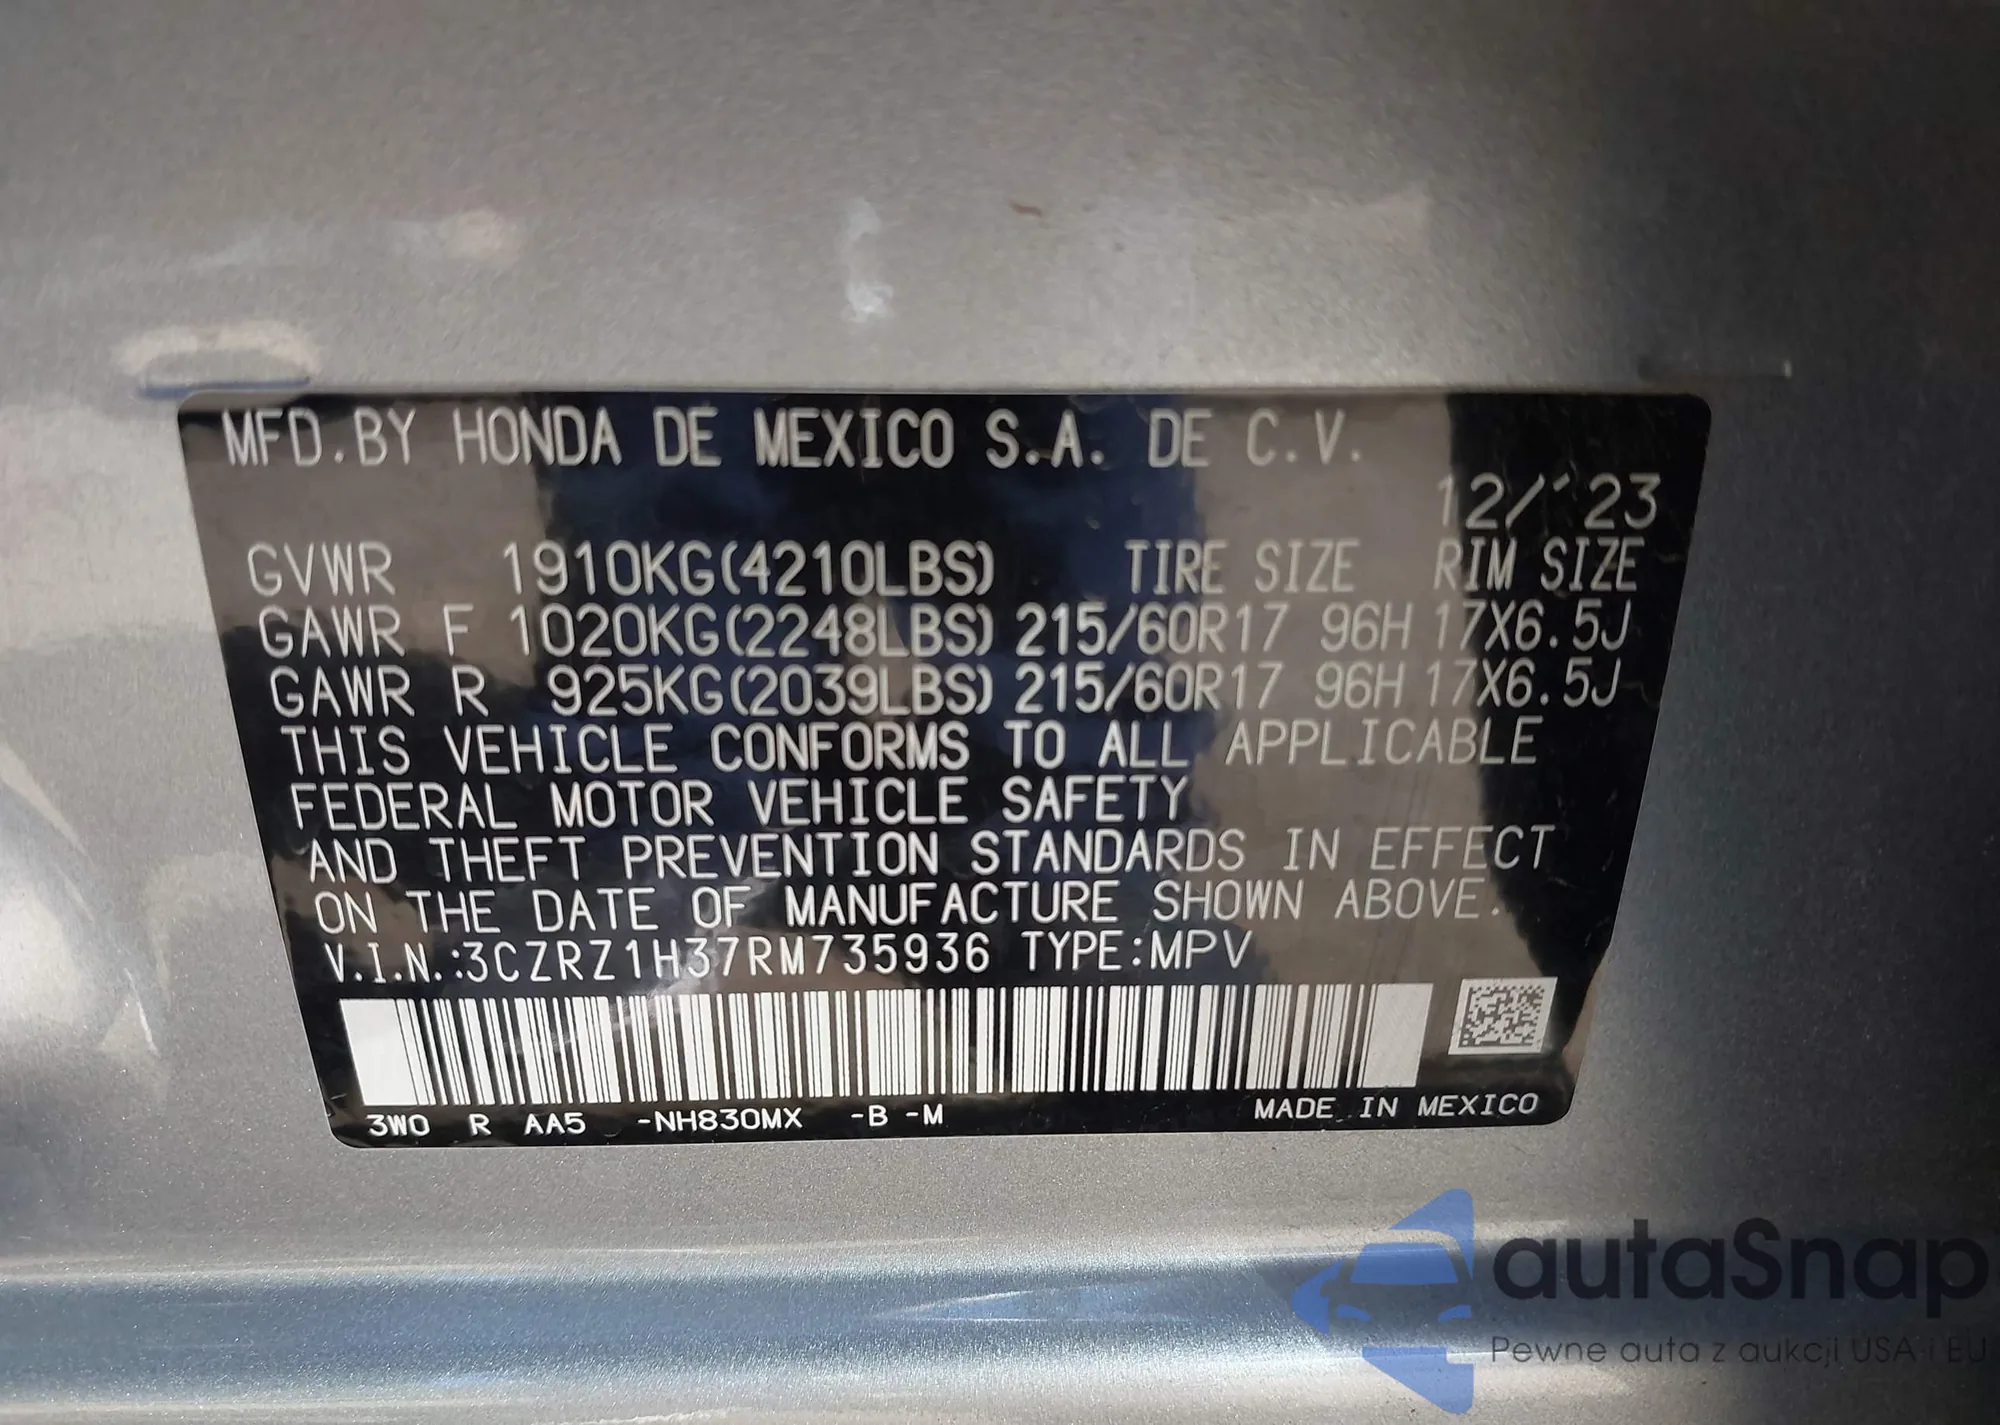 MFD.BY HONDA DE MEXICO S.A. DE C.V.
12/'23
GVWR 1910KG(4210LBS) TIRE SIZE RIM SIZE
GAWR F 1020KG(2248LBS) 215/60R17 96H 17X6.5J
GAWR R 925KG(2039LBS) 215/60R17 96H 17X6.5J
THIS VEHICLE CONFORMS TO ALL APPLICABLE
FEDERAL MOTOR VEHICLE SAFETY
AND THEFT PREVENTION STANDARDS IN EFFECT
ON THE DATE OF MANUFACTURE SHOWN ABOVE.
V.I.N.:3CZRZ1H37RM735936 TYPE:MPV
3W0 R AA5 -NH830MX -B -M MADE IN MEXICO
autaSnap
Pewne auta z aukcji USA i EU